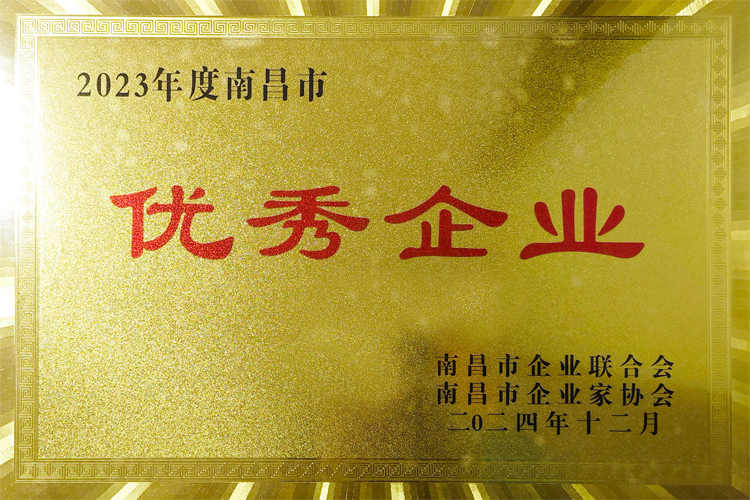 2023年度南昌市
优秀企业
南昌市企业联合会
南昌市企业家协会
二0二四年十二月